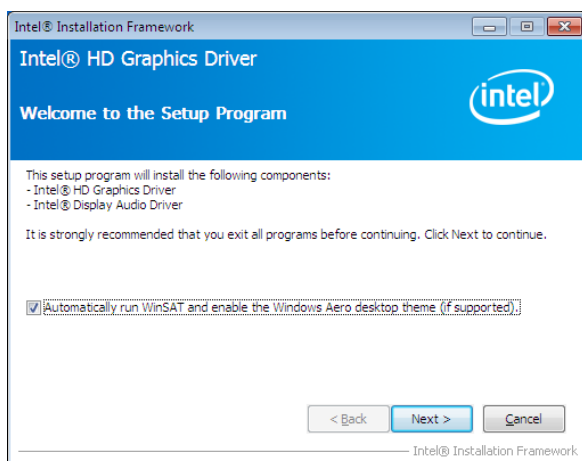 Intel® Installation Framework
Intel® HD Graphics Driver
intel
Welcome to the Setup Program
This setup program will install the following components:
- Intel® HD Graphics Driver
- Intel® Display Audio Driver
It is strongly recommended that you exit all programs before continuing. Click Next to continue.
Automatically run WinSAT and enable the Windows Aero desktop theme (if supported).
< Back Next > Cancel
Intel® Installation Framework